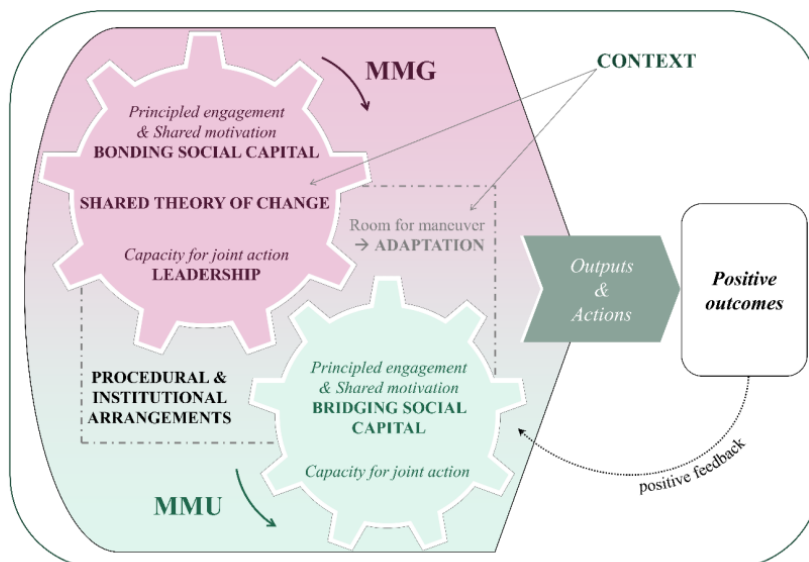 MMG
CONTEXT
Principled engagement
& Shared motivation
BONDING SOCIAL CAPITAL
SHARED THEORY OF CHANGE
Capacity for joint action
LEADERSHIP
Room for maneuver
→ ADAPTATION
Outputs
&
Actions
Positive
outcomes
PROCEDURAL &
INSTITUTIONAL
ARRANGEMENTS
Principled engagement
& Shared motivation
BRIDGING SOCIAL
CAPITAL
Capacity for joint action
MMU
positive feedback